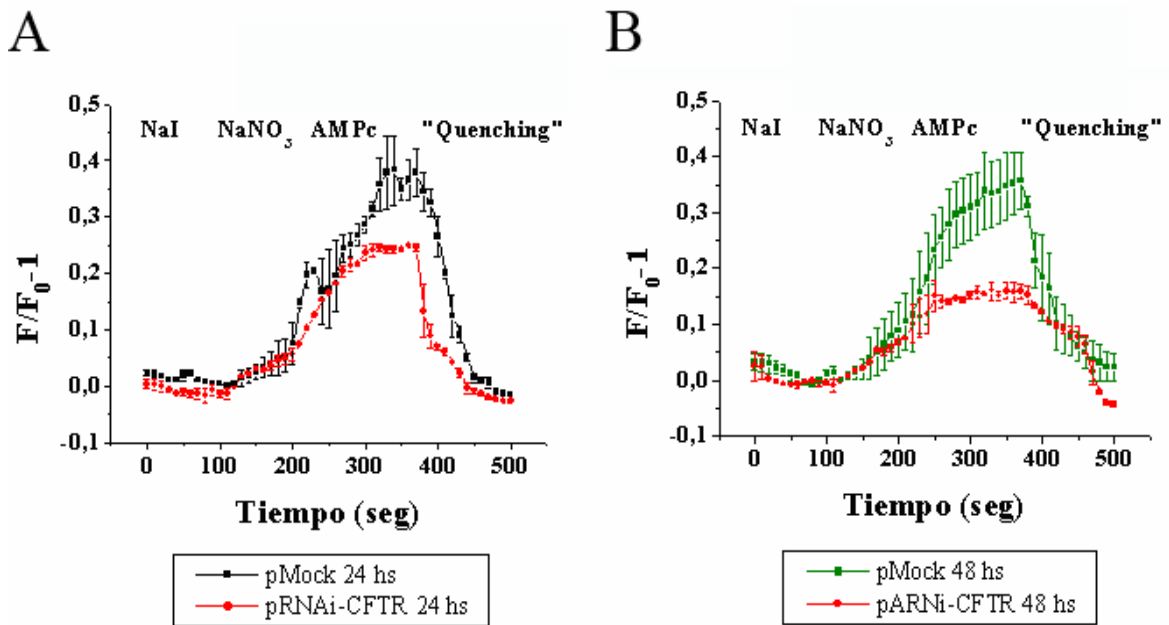 A
B
F/F₀-1
0,5
0,4
0,3
0,2
0,1
0,0
-0,1
NaI NaNO₃ AMPc "Quenching"
0 100 200 300 400 500
Tiempo (seg)
pMock 24 hs
pRNAi-CFTR 24 hs
F/F₀-1
0,5
0,4
0,3
0,2
0,1
0,0
-0,1
NaI NaNO₃ AMPc "Quenching"
0 100 200 300 400 500
Tiempo (seg)
pMock 48 hs
pARNi-CFTR 48 hs